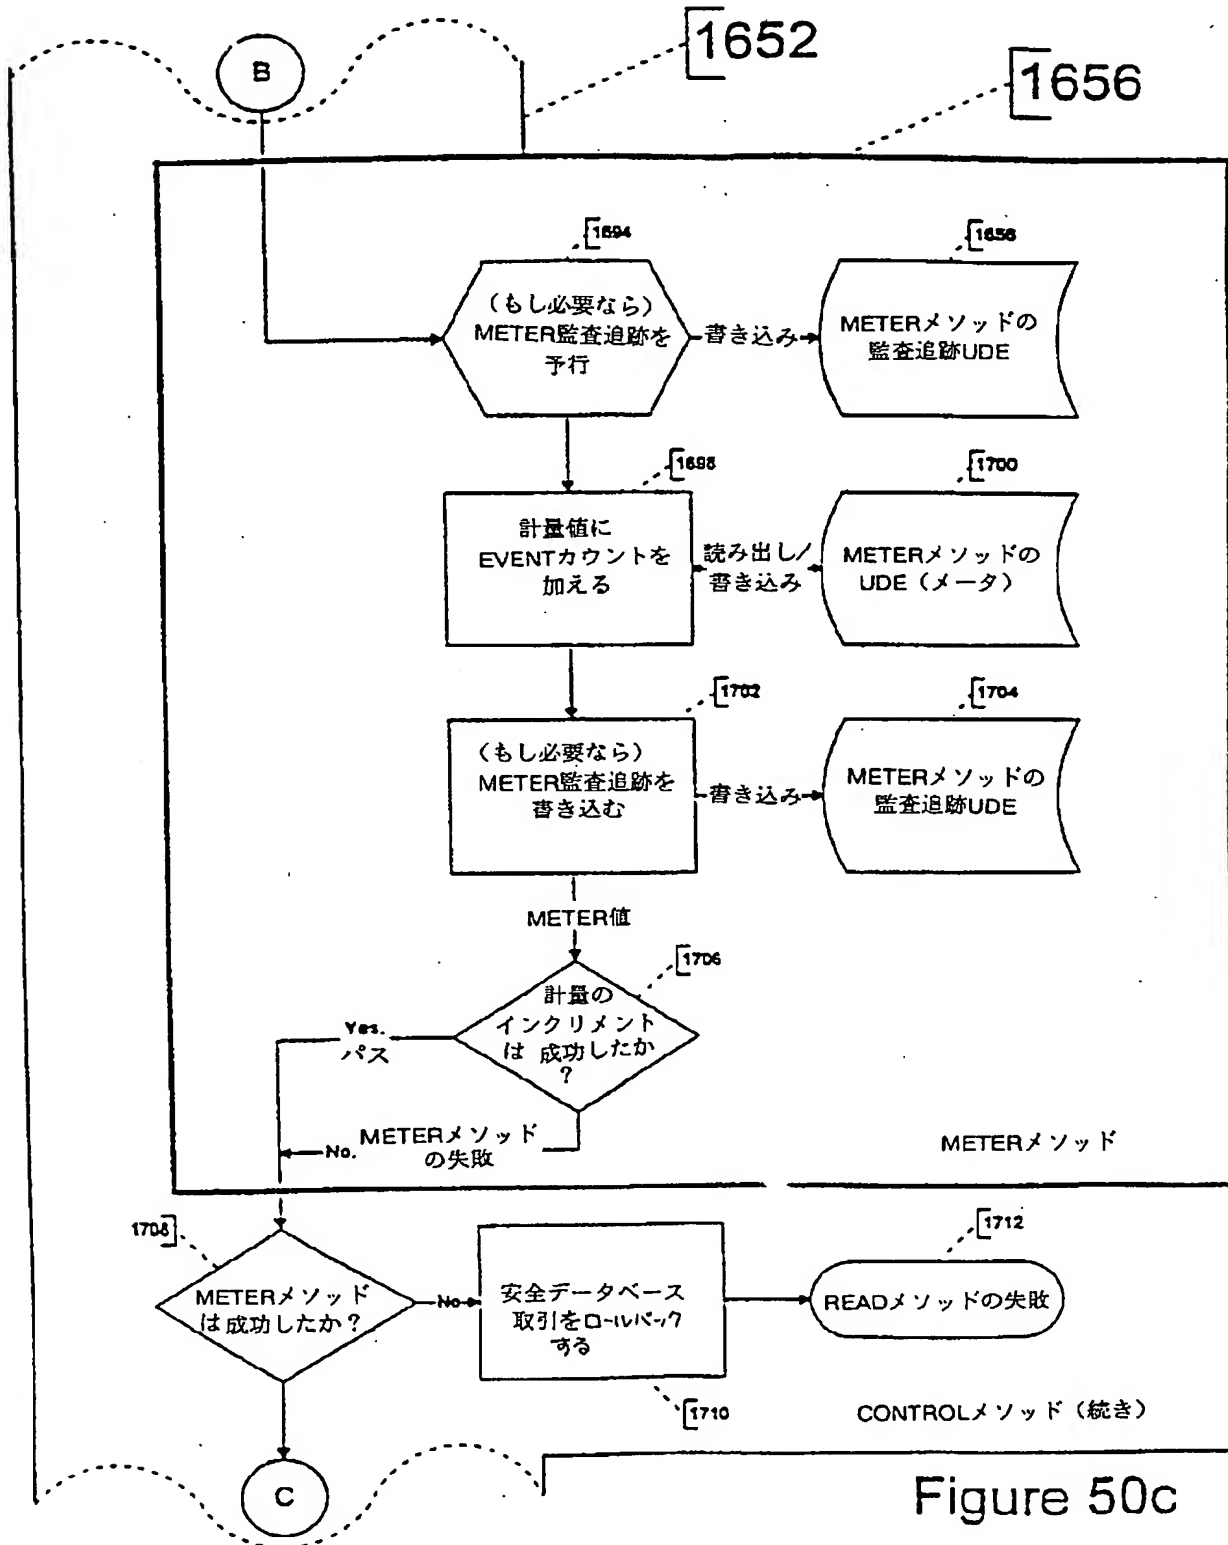 1652
B
1656
1694
1656
(もし必要なら)
METER監査追跡を
予行
書き込み
METERメソッドの
監査追跡UDE
1698
1700
計量値に
EVENTカウントを
加える
読み出し/
書き込み
METERメソッドの
UDE(メータ)
1702
1704
(もし必要なら)
METER監査追跡を
書き込む
書き込み
METERメソッドの
監査追跡UDE
METER値
1706
計量の
インクリメント
は 成功したか
?
Yes.
パス
No.
METERメソッド
の失敗
METERメソッド
1708
1712
METERメソッド
は成功したか?
No
安全データベース
取引をロールバック
する
READメソッドの失敗
1710
CONTROLメソッド(続き)
C
Figure 50c